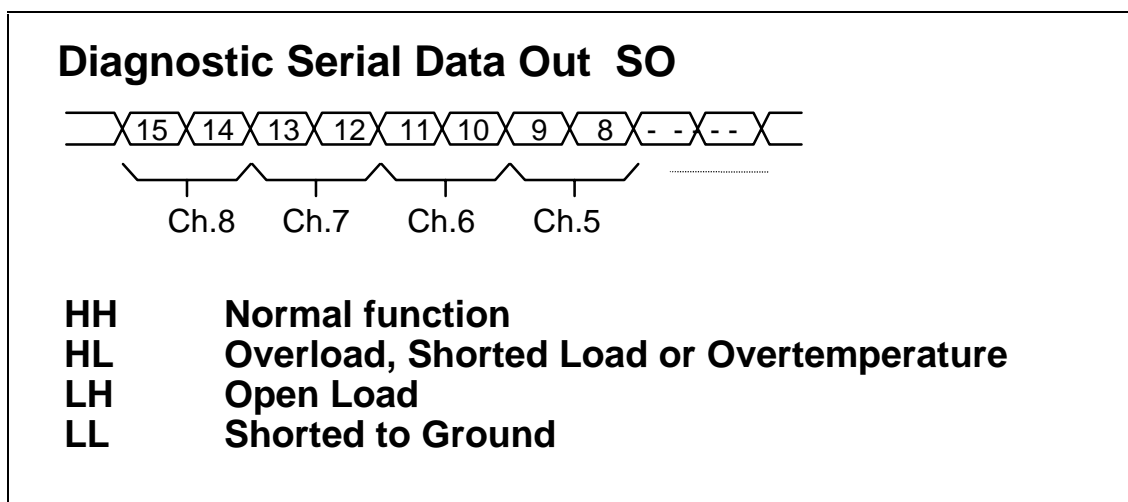 Diagnostic Serial Data Out SO
15 14 13 12 11 10 9 8 - - - -
Ch.8 Ch.7 Ch.6 Ch.5
HH Normal function
HL Overload, Shorted Load or Overtemperature
LH Open Load
LL Shorted to Ground